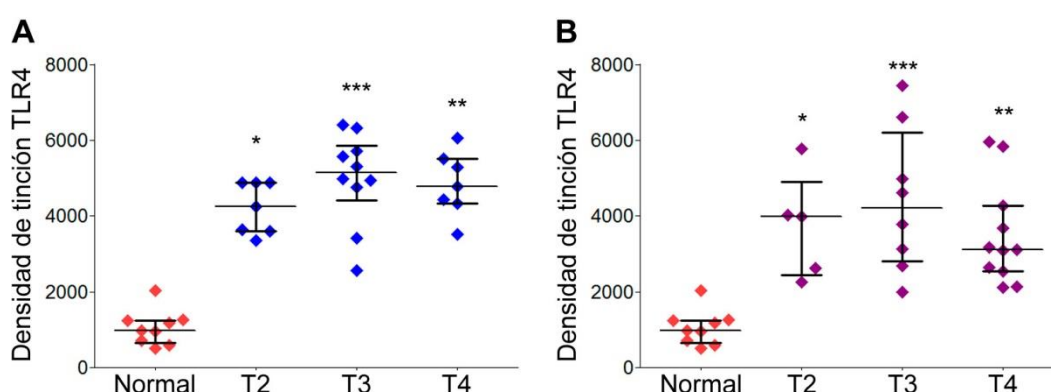 A
Densidad de tinción TLR4
8000
6000
4000
2000
0
*
***
**
Normal
T2
T3
T4
B
Densidad de tinción TLR4
8000
6000
4000
2000
0
*
***
**
Normal
T2
T3
T4